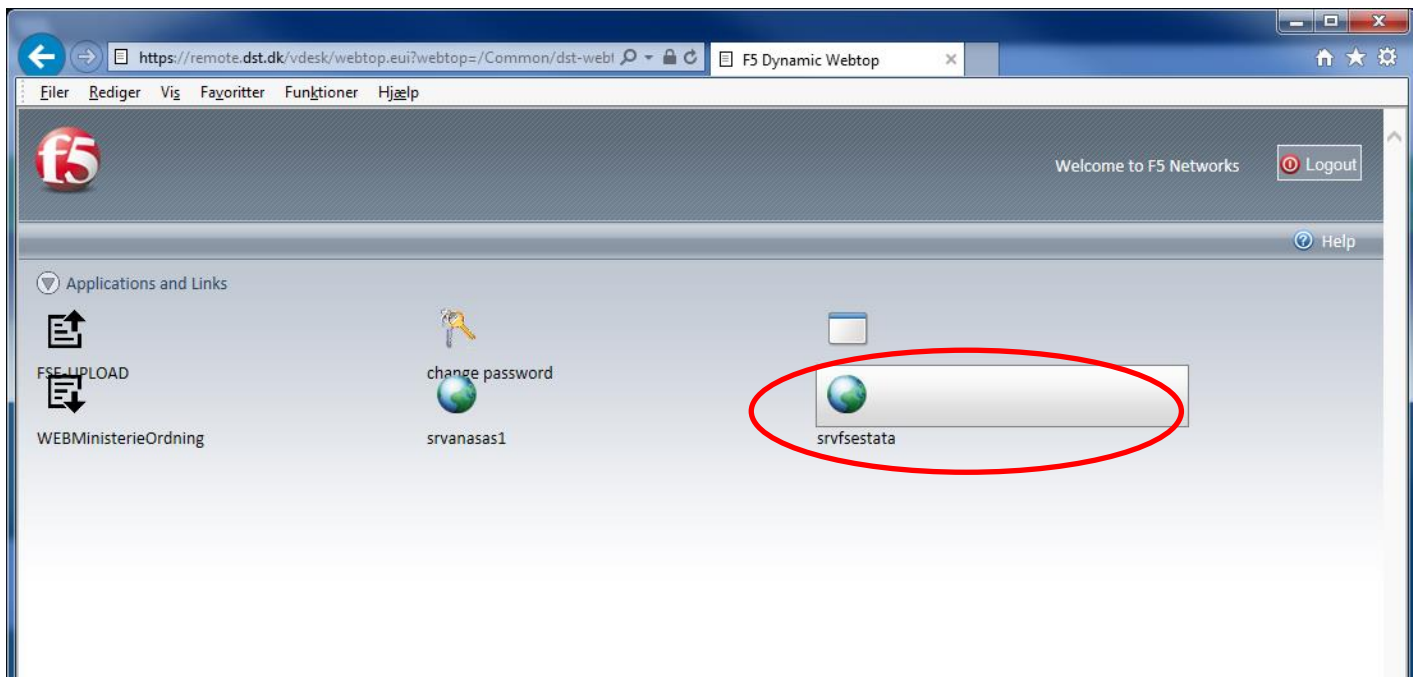 https://remote.dst.dk/vdesk/webtop.eui?webtop=/Common/dst-webt
F5 Dynamic Webtop
Filer Rediger Vis Favoritter Funktioner Hjælp
f5
Welcome to F5 Networks
Logout
Help
Applications and Links
FSE-UPLOAD
change password
WEBMinisterieOrdning
srvanasas1
srvfsestata